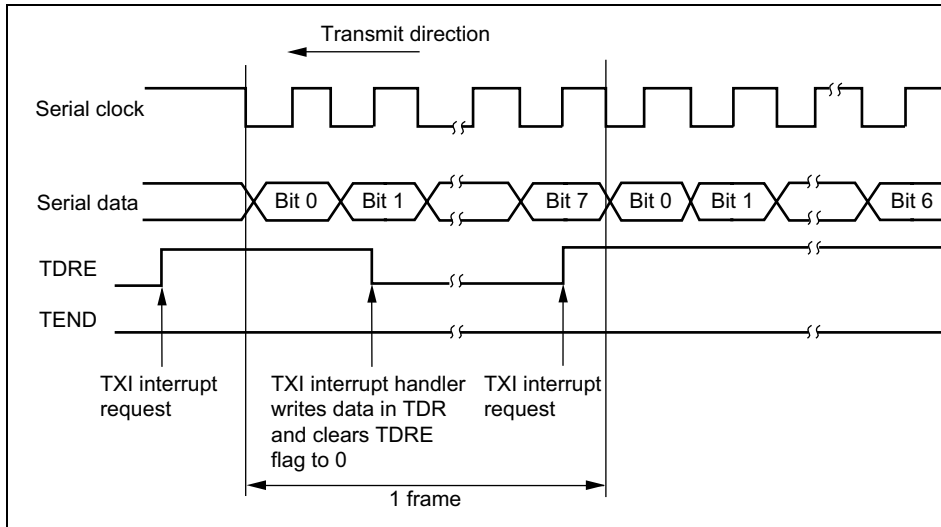 Transmit direction
Serial clock
Serial data
Bit 0
Bit 1
Bit 7
Bit 0
Bit 1
Bit 6
TDRE
TEND
TXI interrupt
request
TXI interrupt handler
writes data in TDR
and clears TDRE
flag to 0
TXI interrupt
request
1 frame